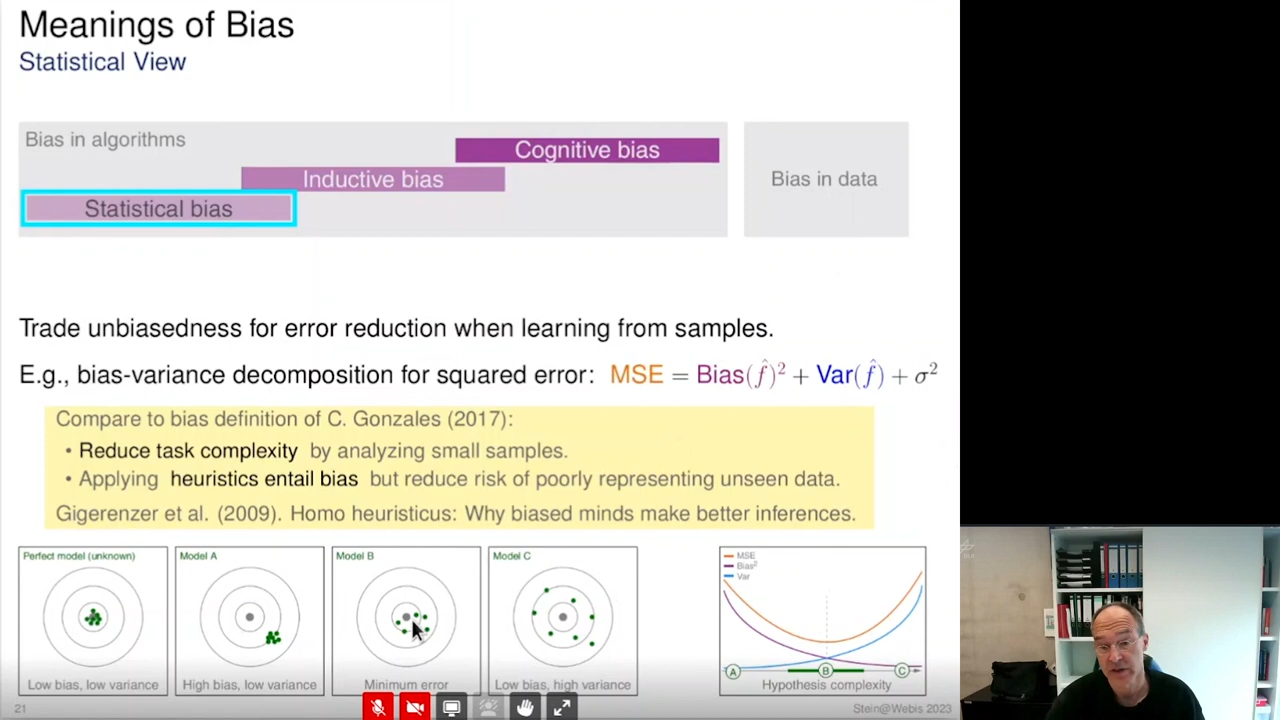 Meanings of Bias
Statistical View
Bias in algorithms
Cognitive bias
Inductive bias
Statistical bias
Bias in data
Trade unbiasedness for error reduction when learning from samples.
E.g., bias-variance decomposition for squared error: MSE = Bias(f̂)² + Var(f̂) + σ²
Compare to bias definition of C. Gonzales (2017):
• Reduce task complexity by analyzing small samples.
• Applying heuristics entail bias but reduce risk of poorly representing unseen data.
Gigerenzer et al. (2009). Homo heuristicus: Why biased minds make better inferences.
Perfect model (unknown)
Low bias, low variance
Model A
High bias, low variance
Model B
Minimum error
Model C
Low bias, high variance
MSE
Bias²
Var
A B C
Hypothesis complexity
21
Stein@Webis 2023